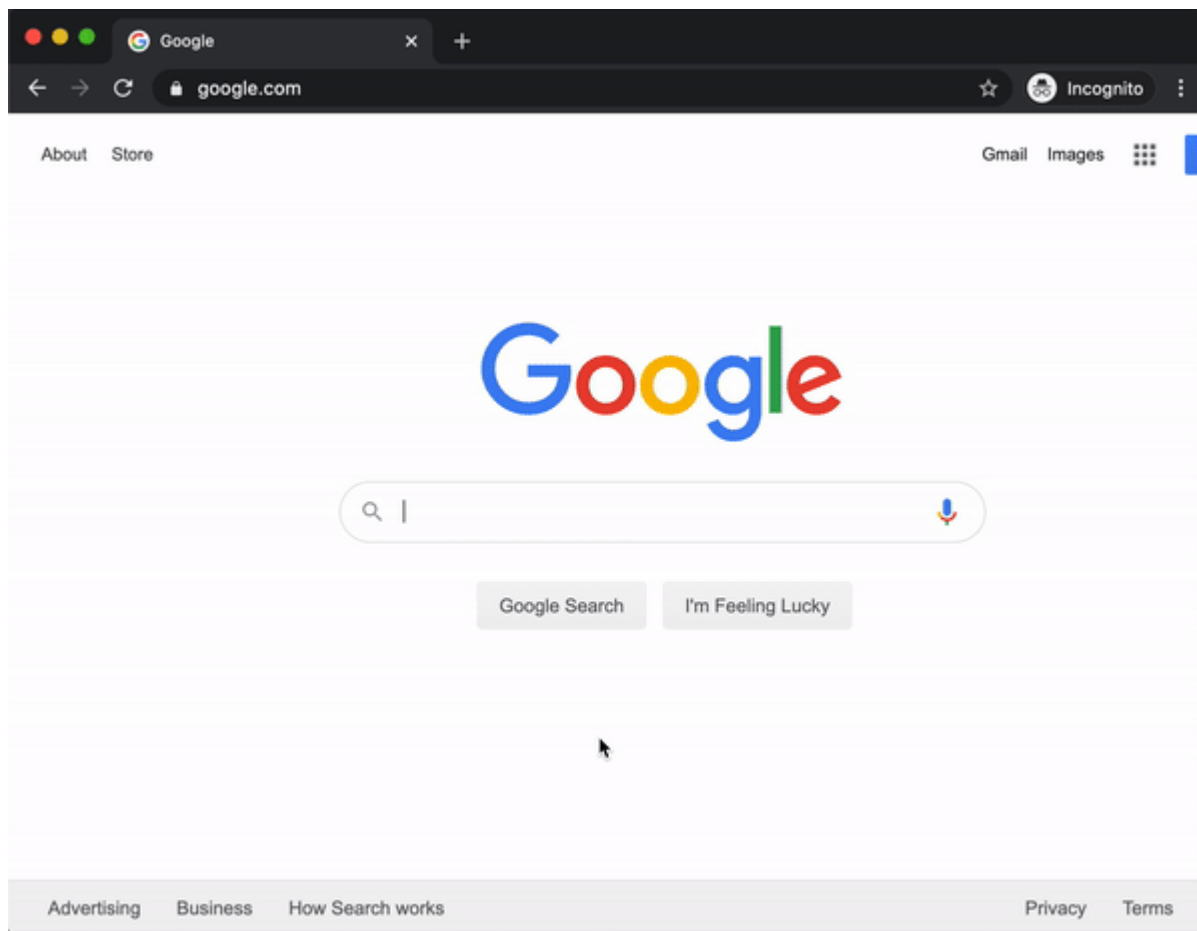 Google
google.com Incognito
About Store Gmail Images
Google
Google Search I'm Feeling Lucky
Advertising Business How Search works Privacy Terms